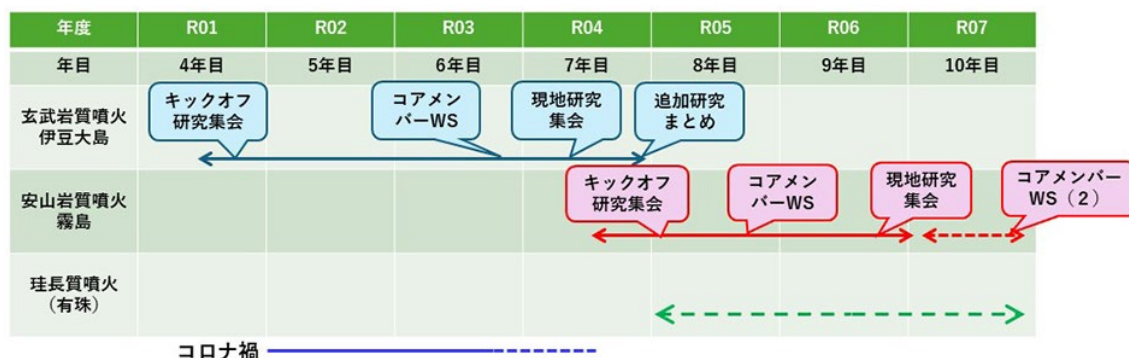 年度 R01 R02 R03 R04 R05 R06 R07
年目 4年目 5年目 6年目 7年目 8年目 9年目 10年目
玄武岩質噴火
伊豆大島
キックオフ
研究集会
コアメン
バーWS
現地研究
集会
追加研究
まとめ
安山岩質噴火
霧島
キックオフ
研究集会
コアメン
バーWS
現地研究
集会
コアメンバー
WS（２）
珪長質噴火
（有珠）
コロナ禍